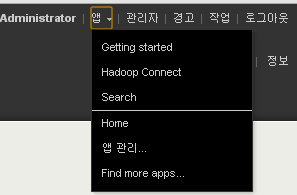 Administrator | 앱 | 관리자 | 경고 | 작업 | 로그아웃
Getting started
Hadoop Connect
| 정보
Search
Home
앱 관리...
Find more apps...